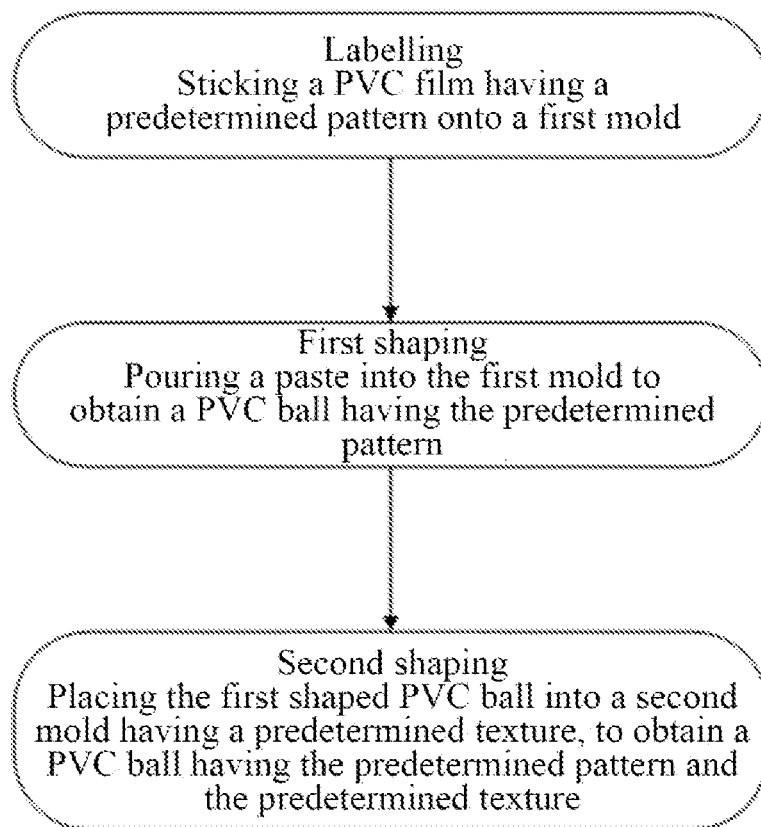 Labelling
Sticking a PVC film having a
predetermined pattern onto a first mold
First shaping
Pouring a paste into the first mold to
obtain a PVC ball having the predetermined
pattern
Second shaping
Placing the first shaped PVC ball into a second
mold having a predetermined texture, to obtain a
PVC ball having the predetermined pattern and
the predetermined texture